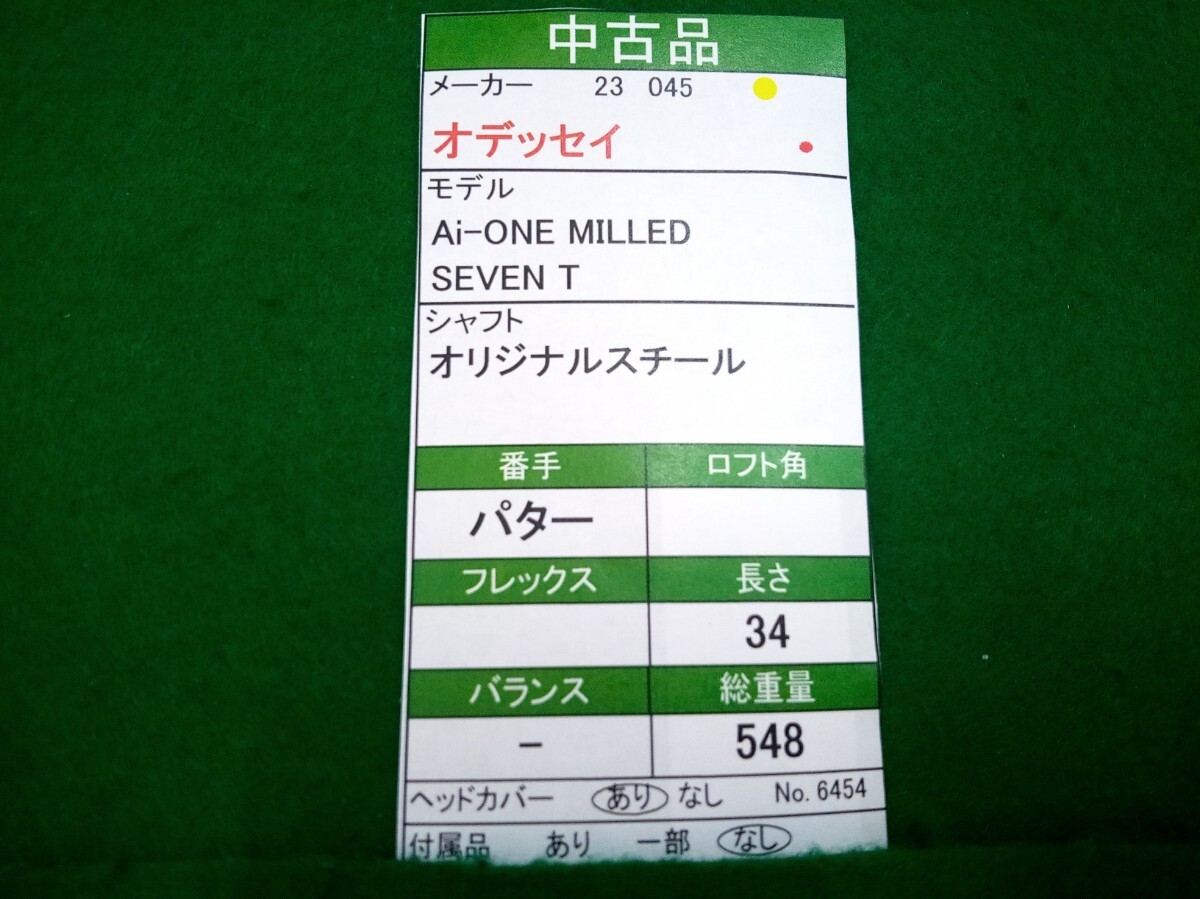 中古品
メーカー 23 045
オデッセイ
モデル
Ai-ONE MILLED
SEVEN T
シャフト
オリジナルスチール
番手 ロフト角
パター
フレックス 長さ
34
バランス 総重量
- 548
ヘッドカバー あり なし No. 6454
付属品 あり 一部 なし